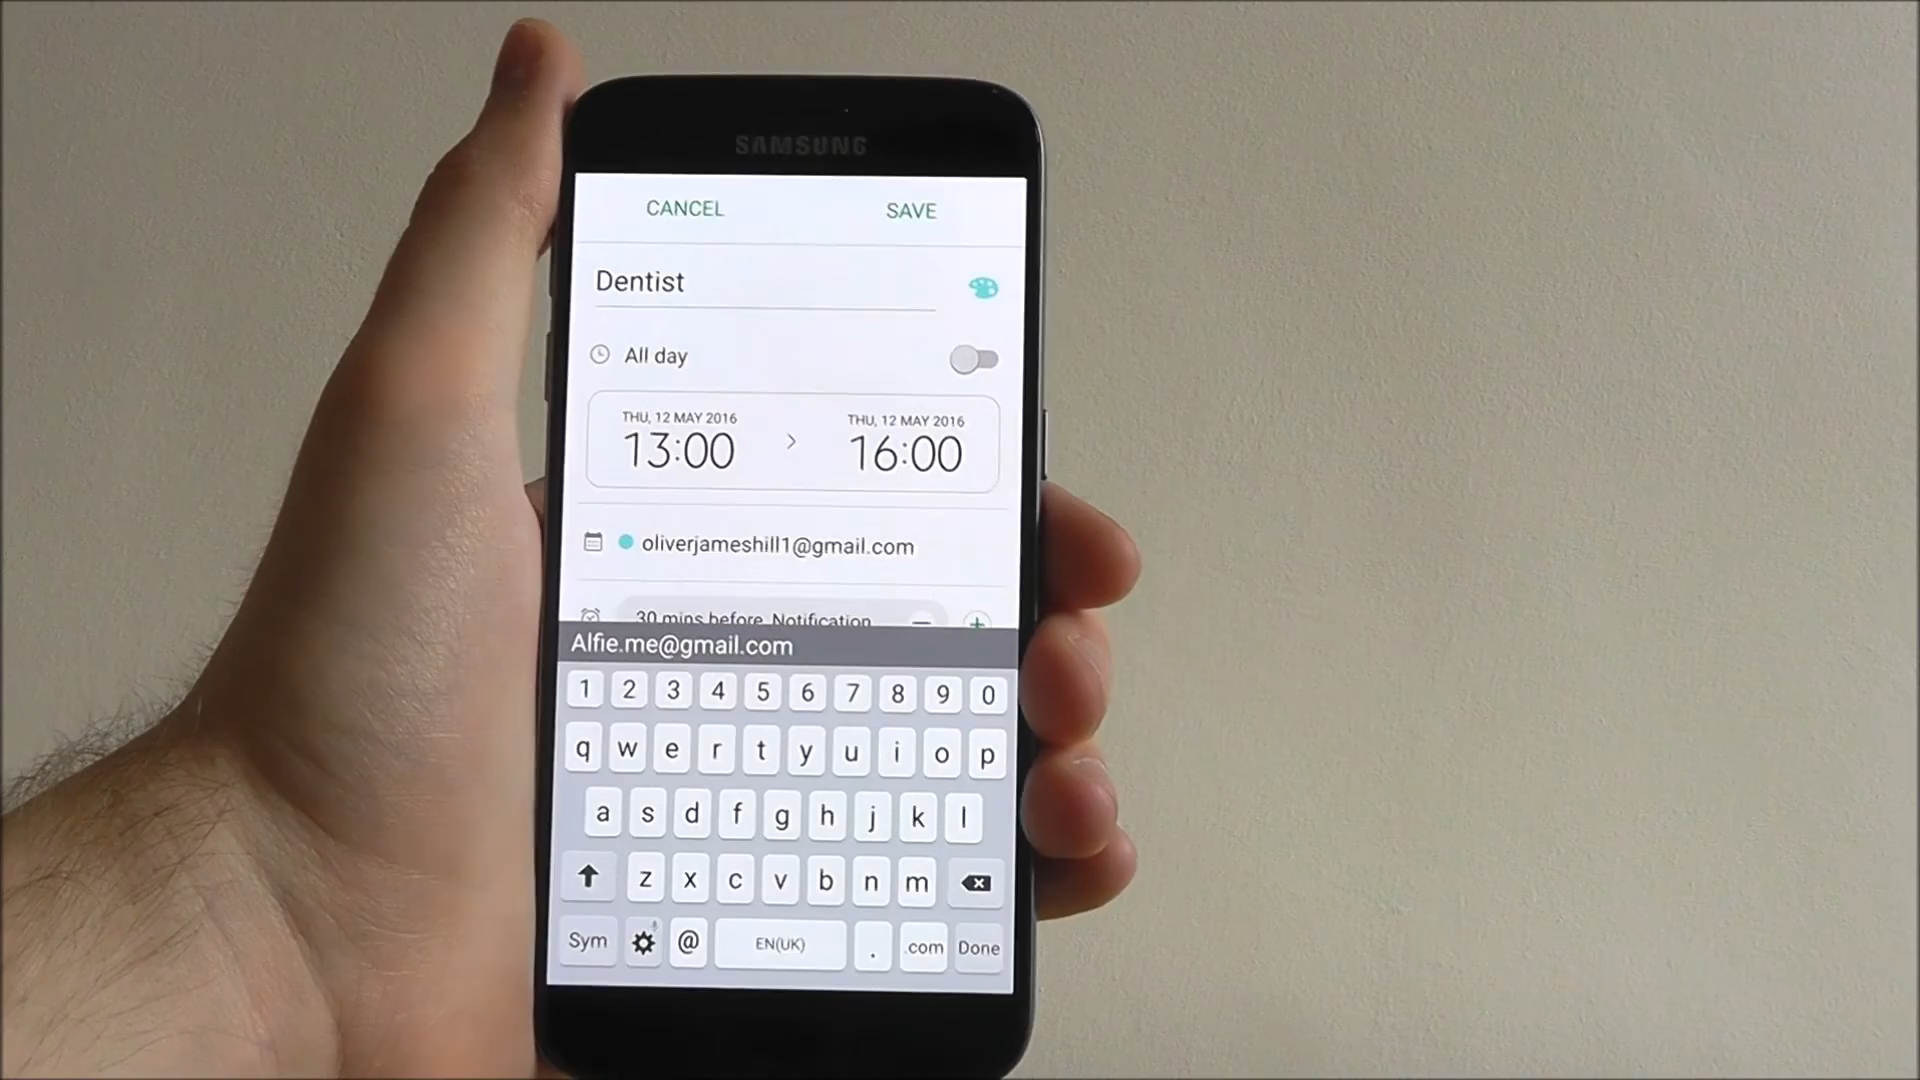 SAMSUNG
CANCEL SAVE
Dentist
All day
THU, 12 MAY 2016 THU, 12 MAY 2016
13:00 > 16:00
oliverjameshill1@gmail.com
30 mins before, Notification
Alfie.me@gmail.com
1 2 3 4 5 6 7 8 9 0
q w e r t y u i o p
a s d f g h j k l
z x c v b n m
Sym @ EN(UK) . .com Done